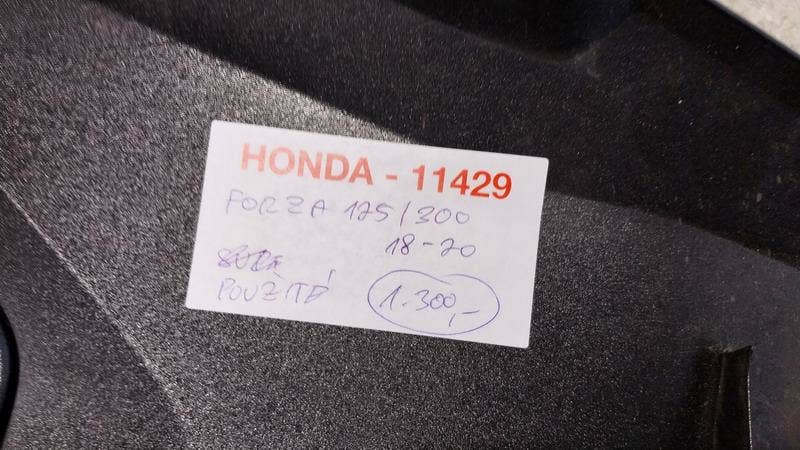 HONDA - 11429
FORZA 125/300
18-20
POUŽITÉ
1.300,-